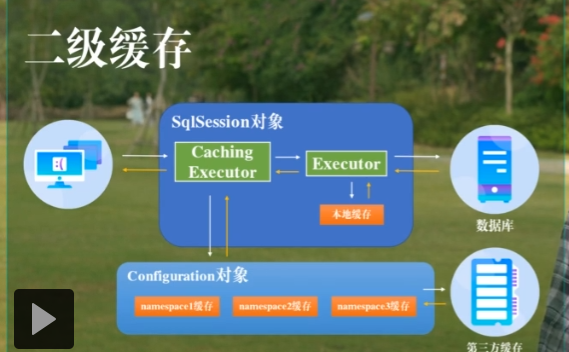 二级缓存
SqlSession对象
Caching
Executor
Executor
本地缓存
数据库
Configuration对象
namespace1缓存
namespace2缓存
namespace3缓存
第三方缓存